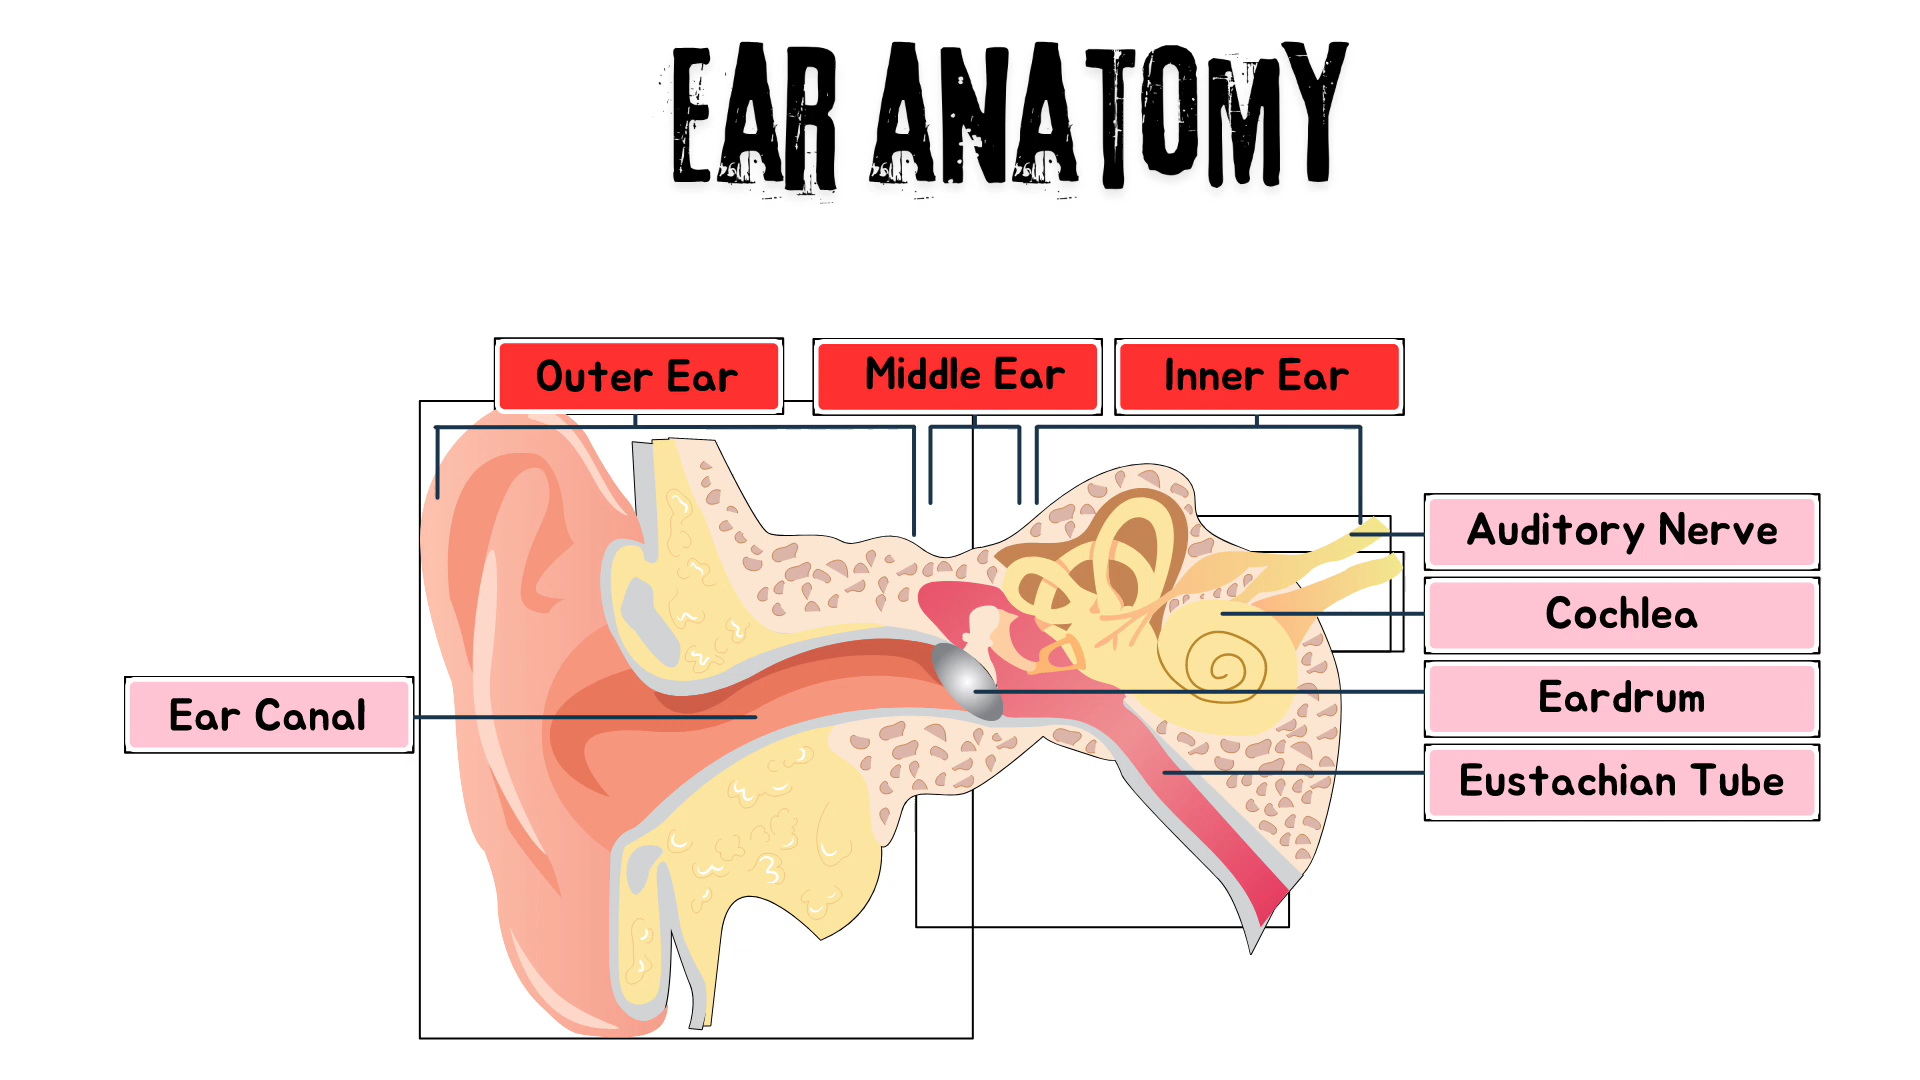 EAR ANATOMY
Outer Ear
Middle Ear
Inner Ear
Auditory Nerve
Cochlea
Eardrum
Ear Canal
Eustachian Tube